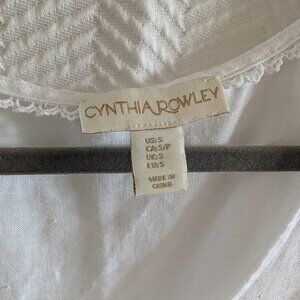 CYNTHIA ROWLEY
US:S
CA:S/P
UK:S
EU:S
MADE IN
CHINA